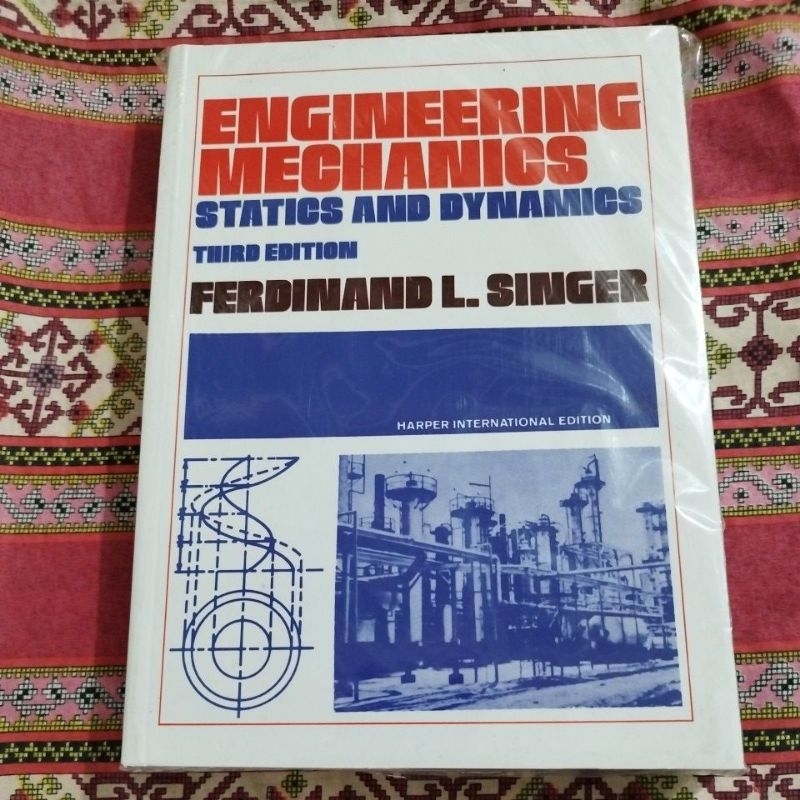 ENGINEERING
MECHANICS
STATICS AND DYNAMICS
THIRD EDITION
FERDINAND L. SINGER
HARPER INTERNATIONAL EDITION